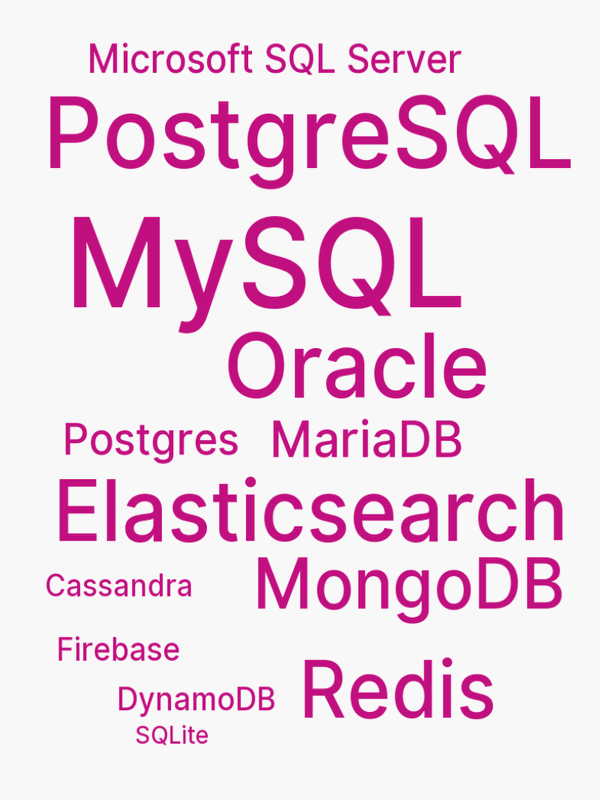 Microsoft SQL Server
PostgreSQL
MySQL
Oracle
Postgres MariaDB
Elasticsearch
Cassandra MongoDB
Firebase
DynamoDB Redis
SQLite